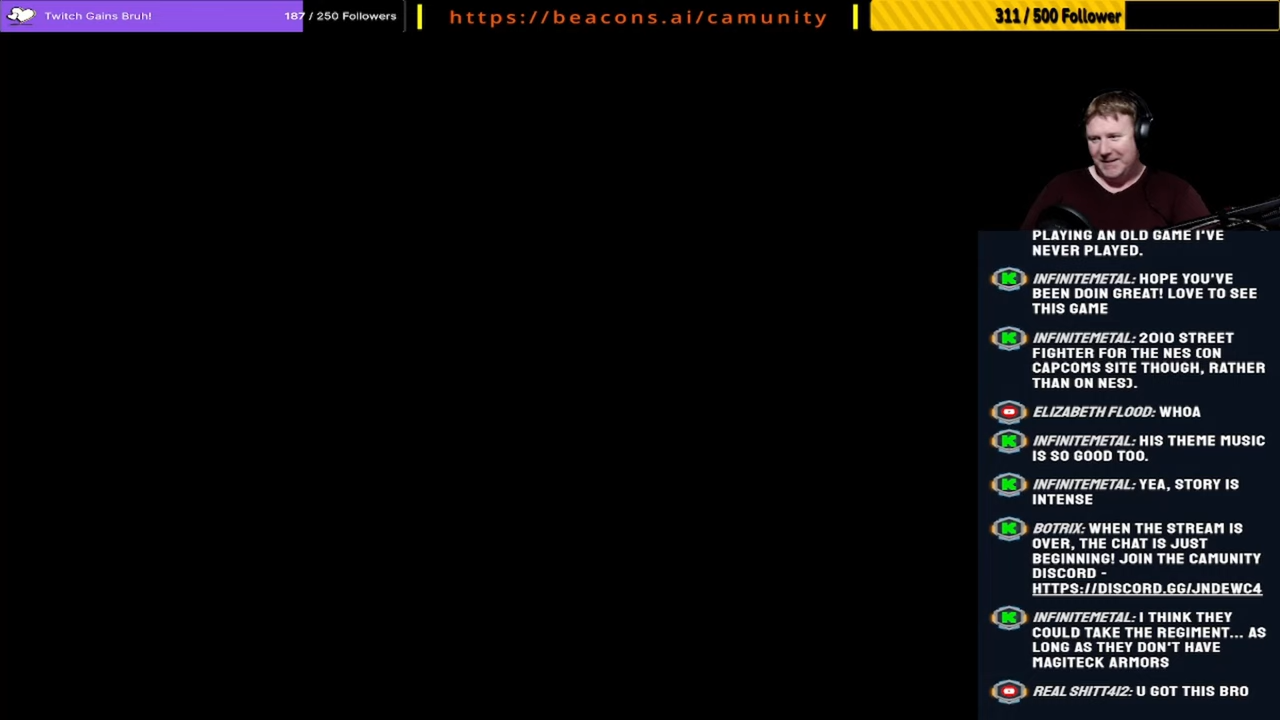 Twitch Gains Bruh!
187 / 250 Followers
https://beacons.ai/camunity
311 / 500 Follower
PLAYING AN OLD GAME I'VE
NEVER PLAYED.
INFINITEMETAL: HOPE YOU'VE
BEEN DOIN GREAT! LOVE TO SEE
THIS GAME
INFINITEMETAL: 2010 STREET
FIGHTER FOR THE NES (ON
CAPCOMS SITE THOUGH, RATHER
THAN ON NES).
ELIZABETH FLOOD: WHOA
INFINITEMETAL: HIS THEME MUSIC
IS SO GOOD TOO.
INFINITEMETAL: YEA, STORY IS
INTENSE
BOTRIX: WHEN THE STREAM IS
OVER, THE CHAT IS JUST
BEGINNING! JOIN THE CAMUNITY
DISCORD -
HTTPS://DISCORD.GG/JNDEWC4
INFINITEMETAL: I THINK THEY
COULD TAKE THE REGIMENT... AS
LONG AS THEY DON'T HAVE
MAGITECK ARMORS
REAL SHITT412: U GOT THIS BRO